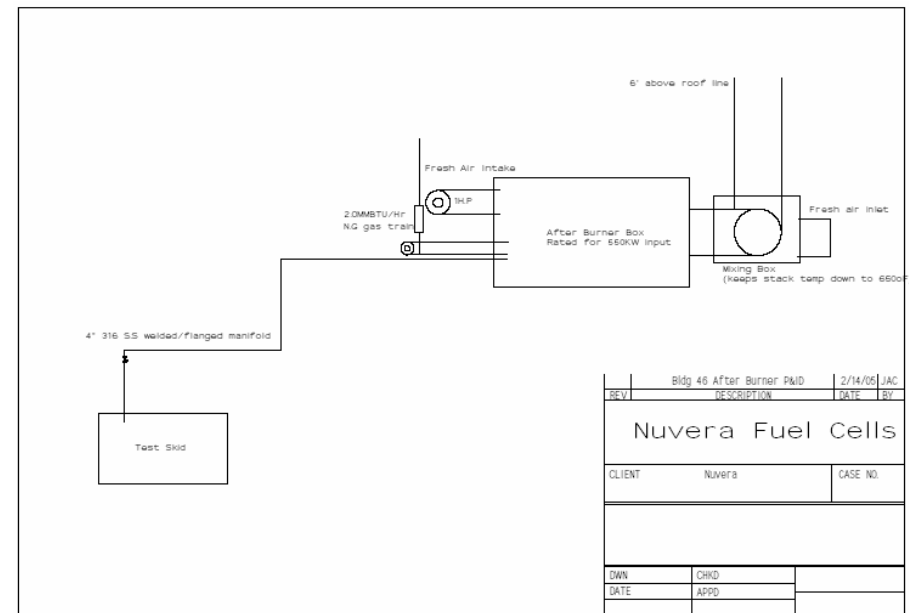 6' above roof line
Fresh Air Intake
1H.P
2.0MMBTU/Hr
N.G gas train
Fresh air inlet
After Burner Box
Rated for 550KW input
Mixing Box
(keeps stack temp down to 650oF
4" 316 S.S welded/flanged manifold
Test Skid
Bldg 46 After Burner P&ID 2/14/05 JAC
REV DESCRIPTION DATE BY
Nuvera Fuel Cells
CLIENT Nuvera CASE NO.
DWN CHKD
DATE APPD